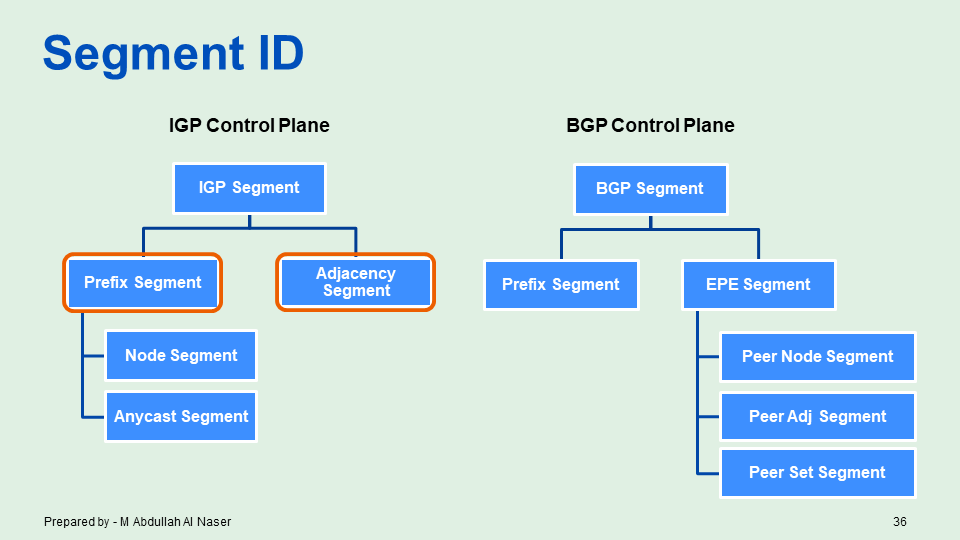 Segment ID
IGP Control Plane
BGP Control Plane
IGP Segment
Prefix Segment
Adjacency
Segment
Node Segment
Anycast Segment
BGP Segment
Prefix Segment
EPE Segment
Peer Node Segment
Peer Adj Segment
Peer Set Segment
Prepared by - M Abdullah Al Naser
36